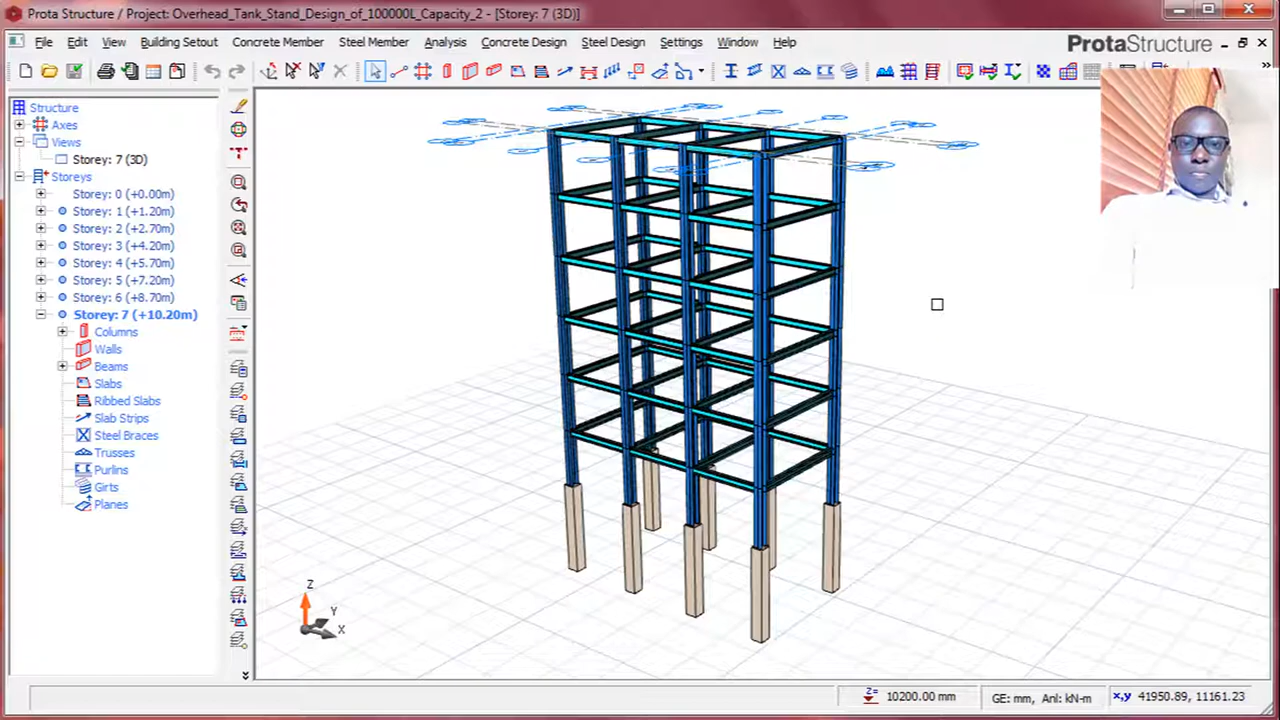 Prota Structure / Project: Overhead_Tank_Stand_Design_of_100000L_Capacity_2 - [Storey: 7 (3D)]
File Edit View Building Setout Concrete Member Steel Member Analysis Concrete Design Steel Design Settings Window Help
ProtaStructure
Structure
Axes
Views
Storey: 7 (3D)
Storeys
Storey: 0 (+0.00m)
Storey: 1 (+1.20m)
Storey: 2 (+2.70m)
Storey: 3 (+4.20m)
Storey: 4 (+5.70m)
Storey: 5 (+7.20m)
Storey: 6 (+8.70m)
Storey: 7 (+10.20m)
Columns
Walls
Beams
Slabs
Ribbed Slabs
Slab Strips
Steel Braces
Trusses
Purlins
Girts
Planes
Z
Y
X
Z= 10200.00 mm GE: mm, Anl: kN-m x,y 41950.89, 11161.23